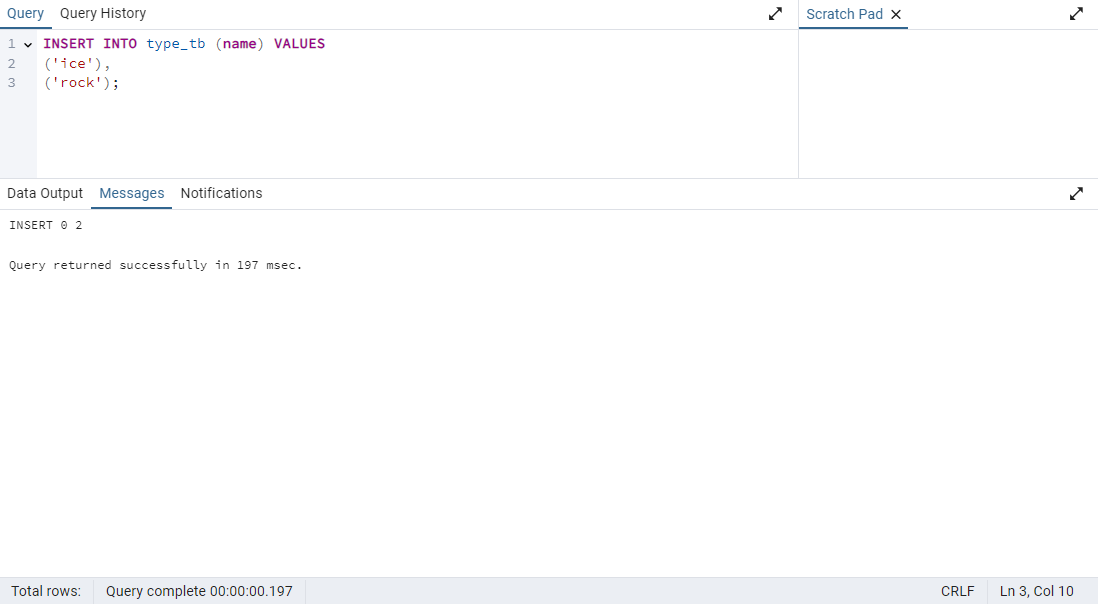 Query Query History
Scratch Pad
1 INSERT INTO type_tb (name) VALUES
2 ('ice'),
3 ('rock');
Data Output Messages Notifications
INSERT 0 2
Query returned successfully in 197 msec.
Total rows: Query complete 00:00:00.197 CRLF Ln 3, Col 10